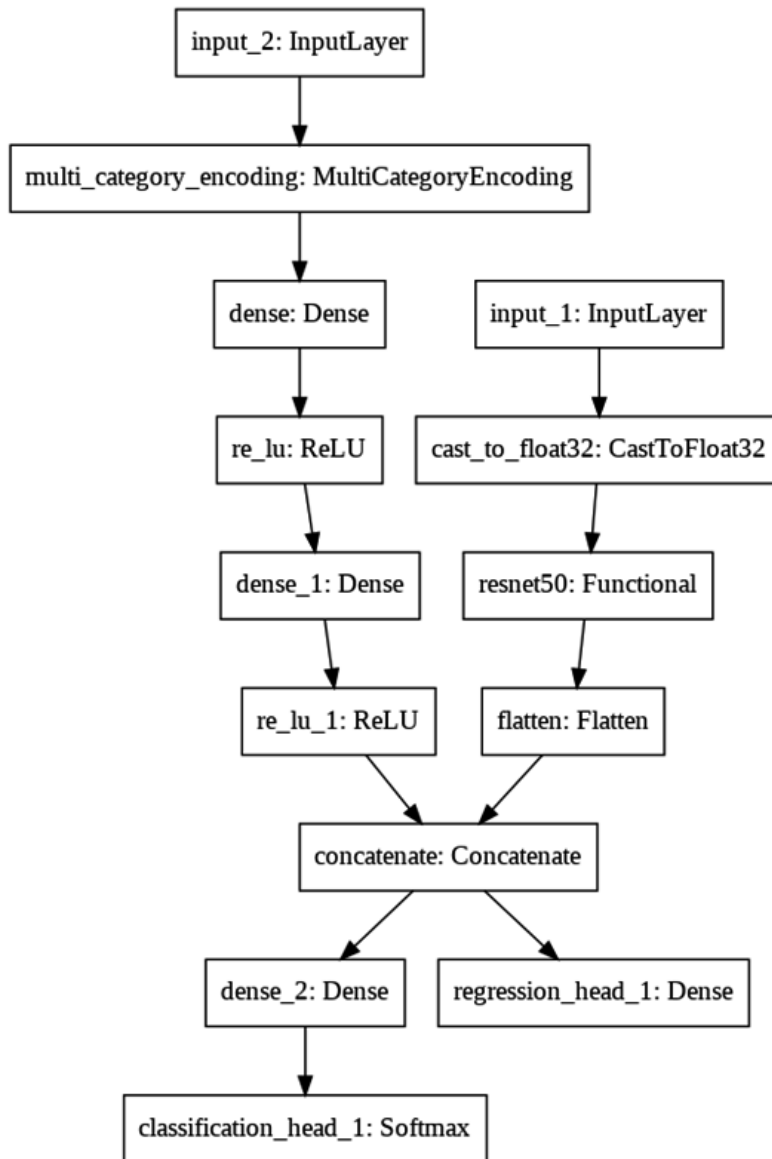 input_2: InputLayer
multi_category_encoding: MultiCategoryEncoding
dense: Dense
input_1: InputLayer
re_lu: ReLU
cast_to_float32: CastToFloat32
dense_1: Dense
resnet50: Functional
re_lu_1: ReLU
flatten: Flatten
concatenate: Concatenate
dense_2: Dense
regression_head_1: Dense
classification_head_1: Softmax